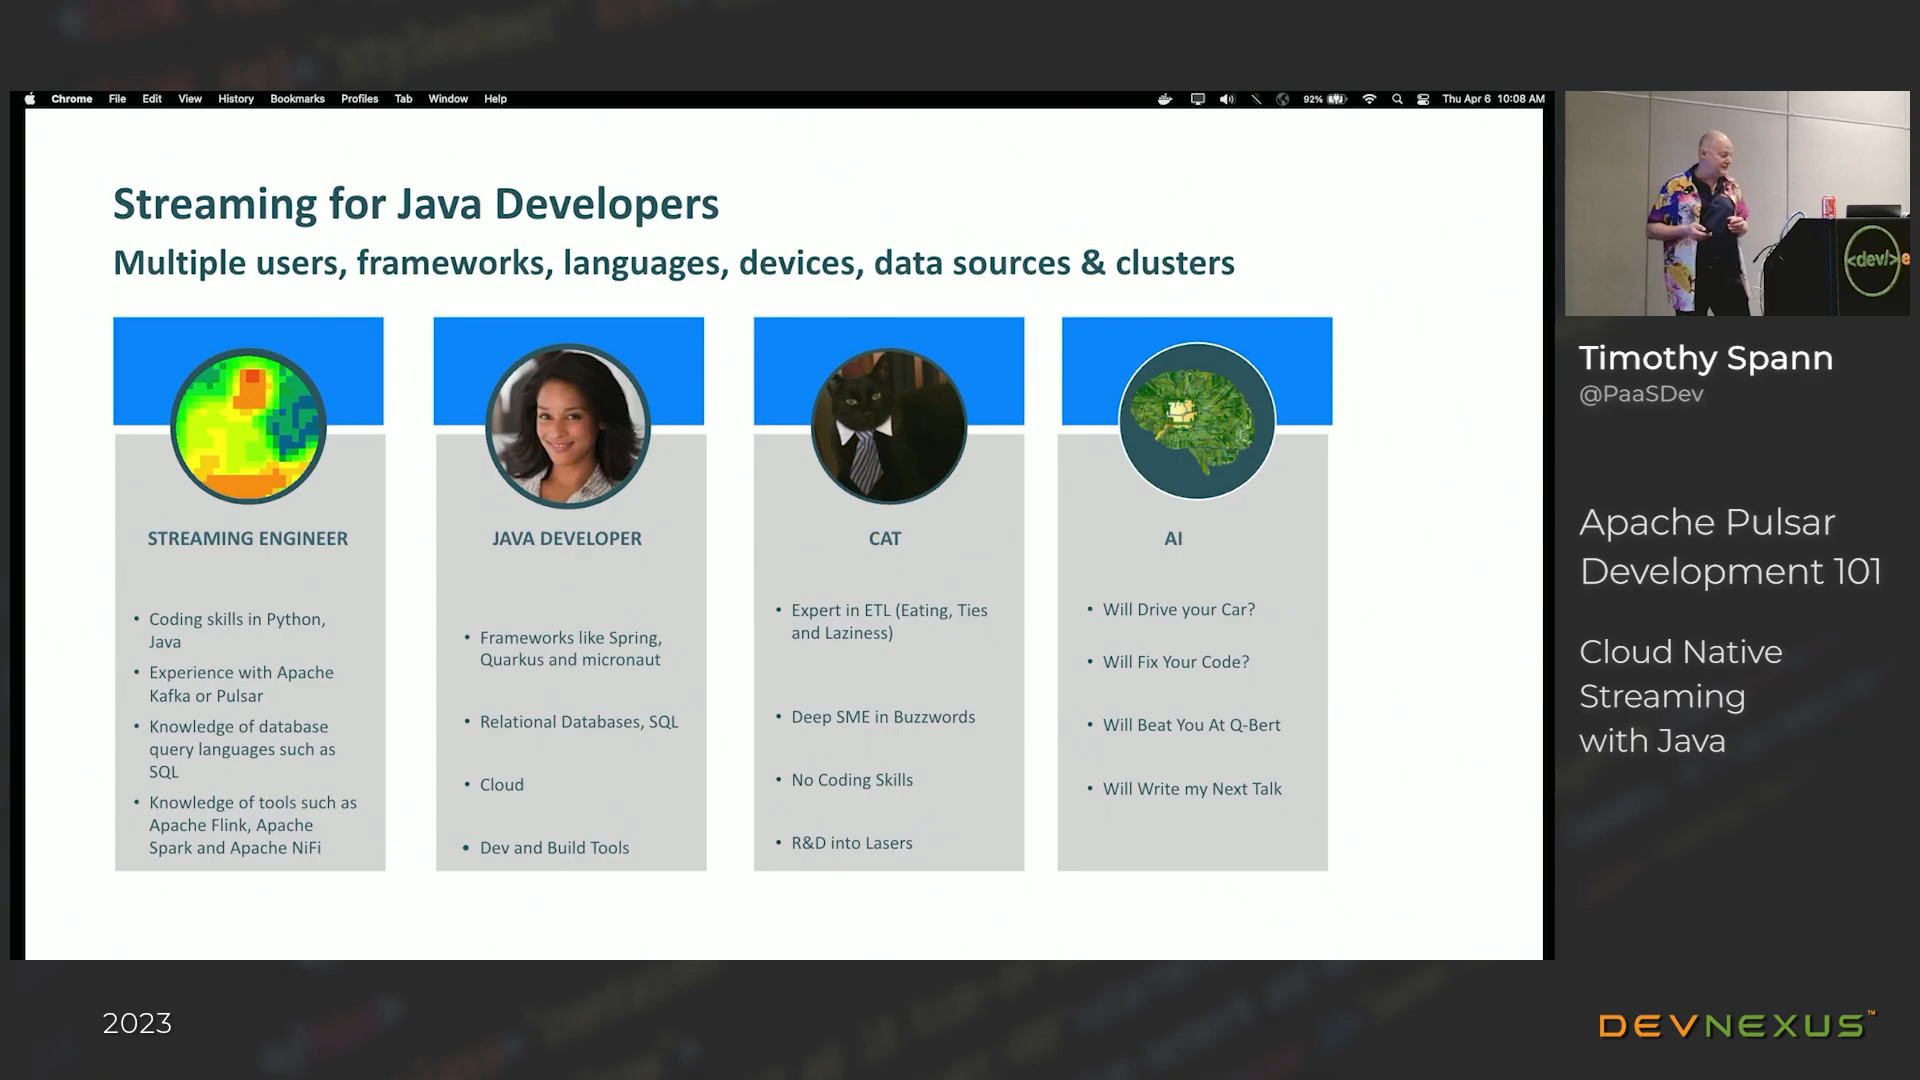 Chrome File Edit View History Bookmarks Profiles Tab Window Help
92% Thu Apr 6 10:08 AM
Streaming for Java Developers
Multiple users, frameworks, languages, devices, data sources & clusters
STREAMING ENGINEER
• Coding skills in Python,
Java
• Experience with Apache
Kafka or Pulsar
• Knowledge of database
query languages such as
SQL
• Knowledge of tools such as
Apache Flink, Apache
Spark and Apache NiFi
JAVA DEVELOPER
• Frameworks like Spring,
Quarkus and micronaut
• Relational Databases, SQL
• Cloud
• Dev and Build Tools
CAT
• Expert in ETL (Eating, Ties
and Laziness)
• Deep SME in Buzzwords
• No Coding Skills
• R&D into Lasers
AI
• Will Drive your Car?
• Will Fix Your Code?
• Will Beat You At Q-Bert
• Will Write my Next Talk
<dev/>
Timothy Spann
@PaaSDev
Apache Pulsar
Development 101
Cloud Native
Streaming
with Java
2023
DEVNEXUS™